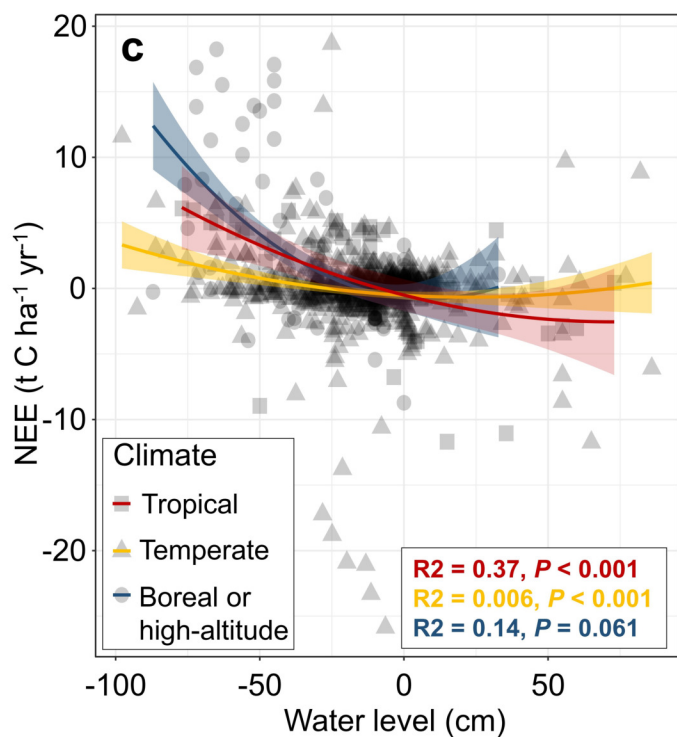 c
20
10
0
-10
-20
NEE (t C ha⁻¹ yr⁻¹)
Climate
Tropical
Temperate
Boreal or
high-altitude
R2 = 0.37, P < 0.001
R2 = 0.006, P < 0.001
R2 = 0.14, P = 0.061
-100 -50 0 50
Water level (cm)